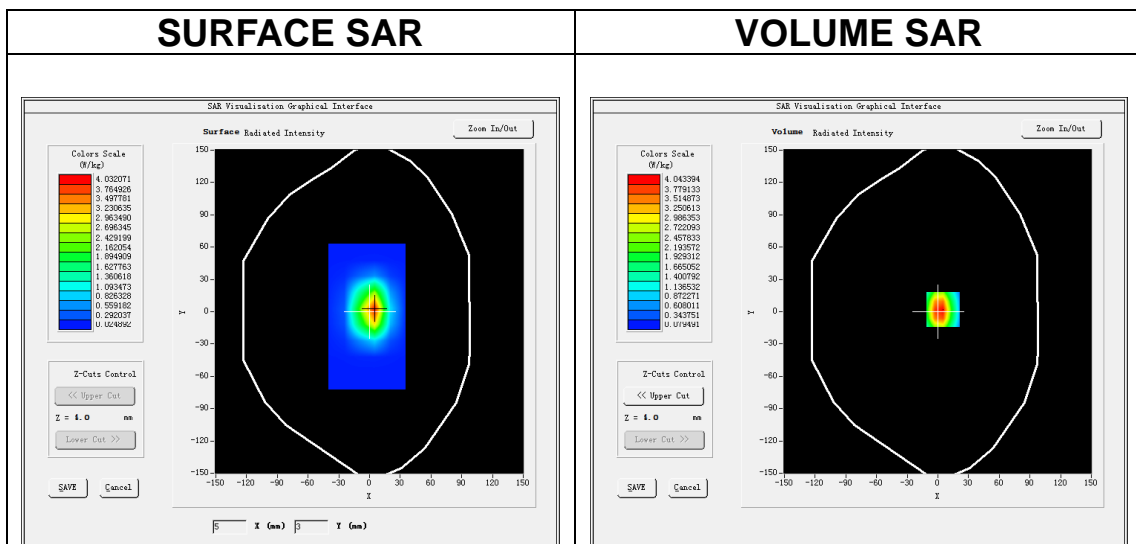 SURFACE SAR
VOLUME SAR
SAR Visualisation Graphical Interface
Surface Radiated Intensity
Zoom In/Out
Colors Scale
(W/kg)
4.032071
3.764926
3.497781
3.230635
2.963490
2.696345
2.429199
2.162054
1.894909
1.627763
1.360618
1.093473
0.826328
0.559182
0.292037
0.024892
Z-Cuts Control
<< Upper Cut
Z = 4.0 mm
Lower Cut >>
SAVE
Cancel
150
120
90
60
30
0
-30
-60
-90
-120
-150
Y
-150 -120 -90 -60 -30 0 30 60 90 120 150
X
5 X (mm) 3 Y (mm)
SAR Visualisation Graphical Interface
Volume Radiated Intensity
Zoom In/Out
Colors Scale
(W/kg)
4.043394
3.779133
3.514873
3.250613
2.986353
2.722093
2.457833
2.193572
1.929312
1.665052
1.400792
1.136532
0.872271
0.608011
0.343751
0.079491
Z-Cuts Control
<< Upper Cut
Z = 4.0 mm
Lower Cut >>
SAVE
Cancel
150
120
90
60
30
0
-30
-60
-90
-120
-150
Y
-150 -120 -90 -60 -30 0 30 60 90 120 150
X